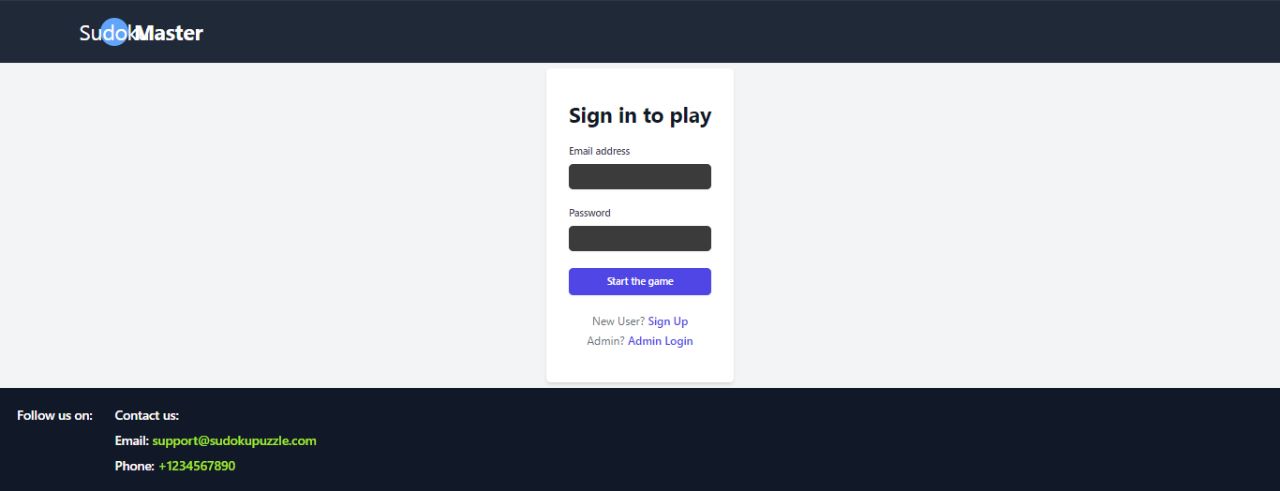 SudokuMaster
Sign in to play
Email address
Password
Start the game
New User? Sign Up
Admin? Admin Login
Follow us on:
Contact us:
Email: support@sudokupuzzle.com
Phone: +1234567890